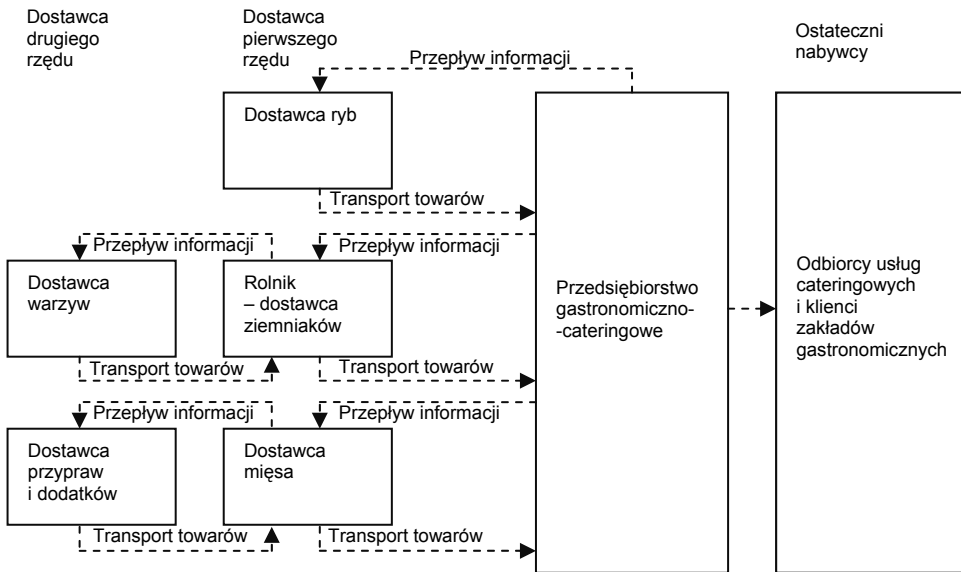 Dostawca
drugiego
rzędu
Dostawca
pierwszego
rzędu
Ostateczni
nabywcy
Przepływ informacji
Dostawca ryb
Transport towarów
Przepływ informacji
Przepływ informacji
Dostawca
warzyw
Rolnik
– dostawca
ziemniaków
Przedsiębiorstwo
gastronomiczno-
-cateringowe
Odbiorcy usług
cateringowych
i klienci
zakładów
gastronomicznych
Transport towarów
Transport towarów
Przepływ informacji
Przepływ informacji
Dostawca
przypraw
i dodatków
Dostawca
mięsa
Transport towarów
Transport towarów